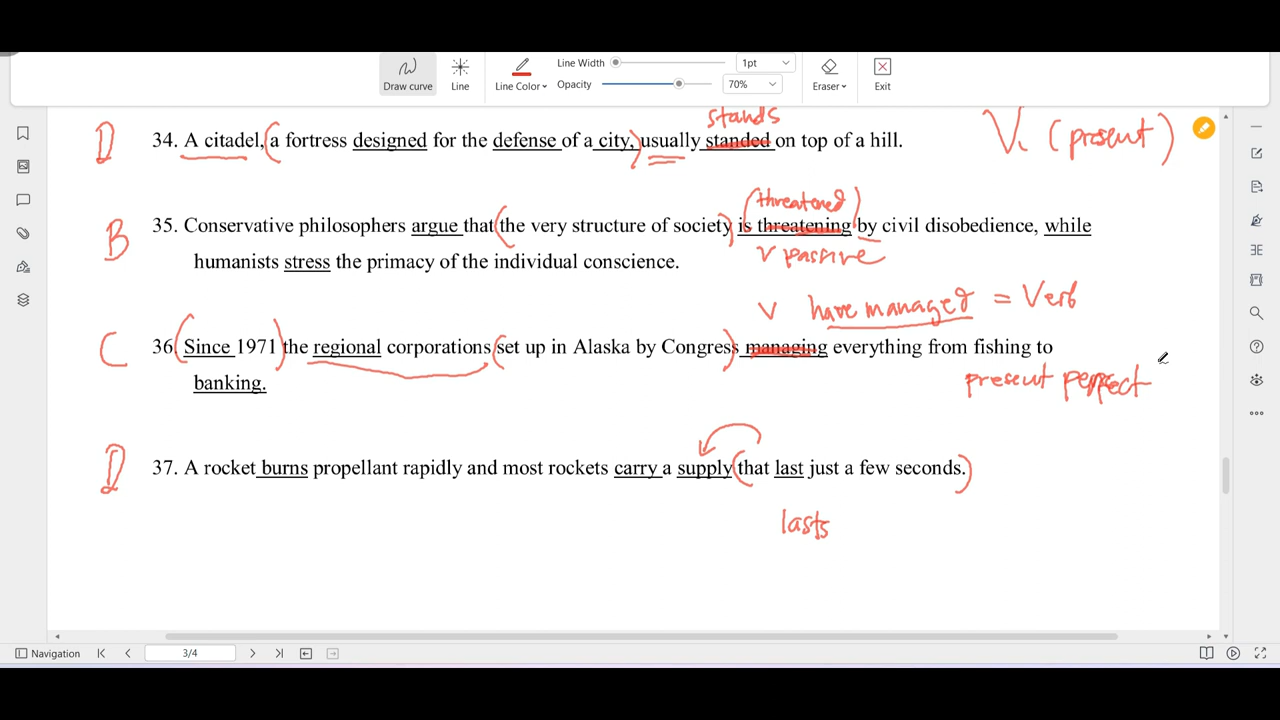 Draw curve
Line
Line Color
Line Width
1pt
Opacity
70%
Eraser
Exit
stands
D 34. A citadel, (a fortress designed for the defense of a city,) usually standed on top of a hill.
V. (present)
(threatened)
B 35. Conservative philosophers argue that (the very structure of society) is threatening by civil disobedience, while
humanists stress the primacy of the individual conscience.
V passive
V have managed = Verb
C 36. (Since 1971) the regional corporations (set up in Alaska by Congress) managing everything from fishing to
banking.
present perfect
D 37. A rocket burns propellant rapidly and most rockets carry a supply (that last just a few seconds.)
lasts
Navigation
3/4